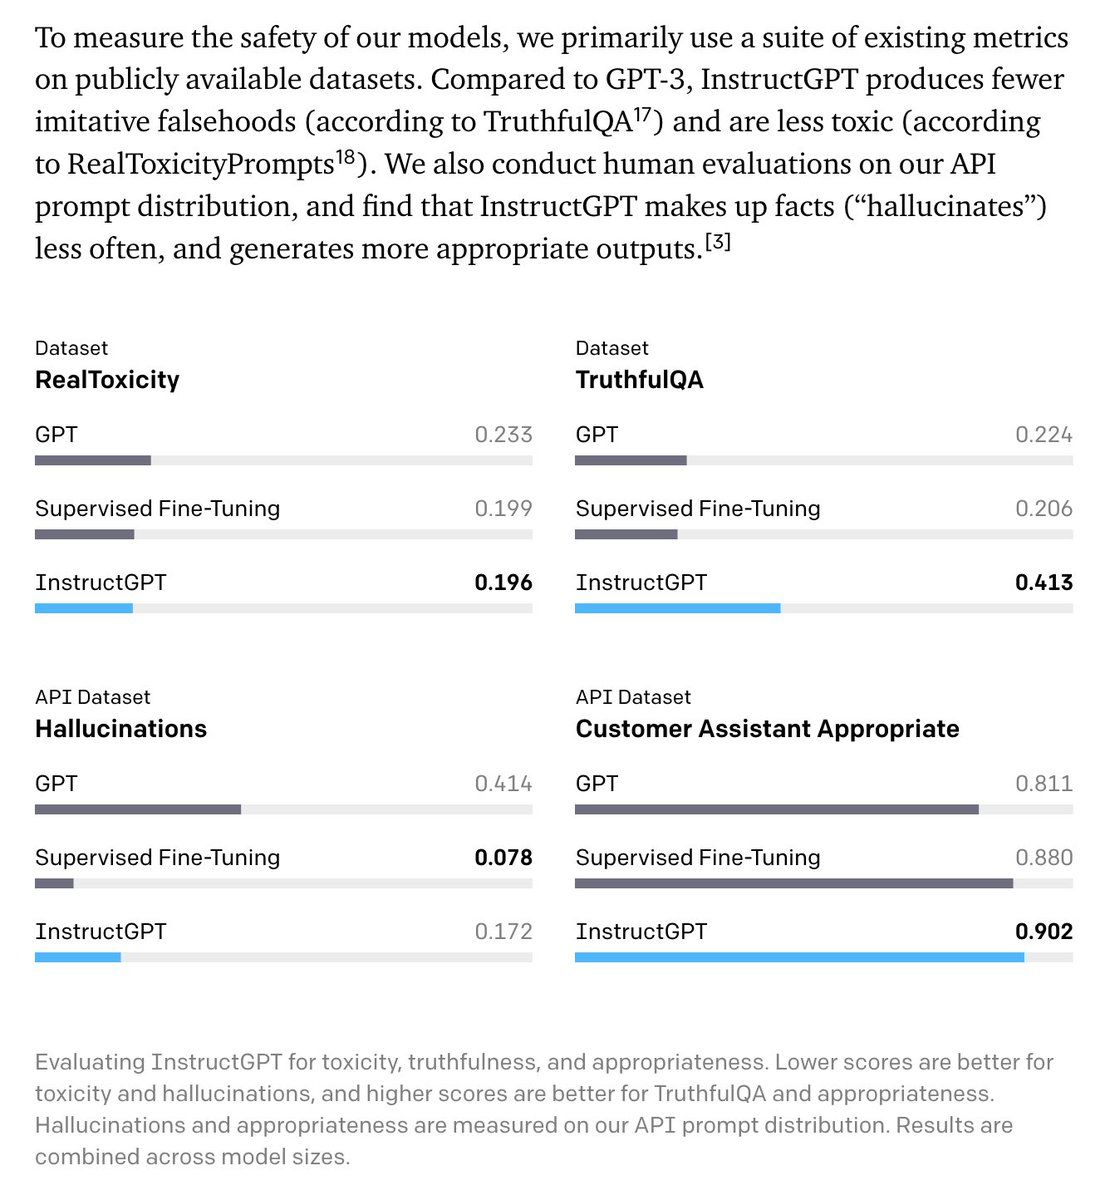 To measure the safety of our models, we primarily use a suite of existing metrics
on publicly available datasets. Compared to GPT-3, InstructGPT produces fewer
imitative falsehoods (according to TruthfulQA¹⁷) and are less toxic (according
to RealToxicityPrompts¹⁸). We also conduct human evaluations on our API
prompt distribution, and find that InstructGPT makes up facts (“hallucinates”)
less often, and generates more appropriate outputs.[3]
Dataset
RealToxicity
GPT 0.233
Supervised Fine-Tuning 0.199
InstructGPT 0.196
Dataset
TruthfulQA
GPT 0.224
Supervised Fine-Tuning 0.206
InstructGPT 0.413
API Dataset
Hallucinations
GPT 0.414
Supervised Fine-Tuning 0.078
InstructGPT 0.172
API Dataset
Customer Assistant Appropriate
GPT 0.811
Supervised Fine-Tuning 0.880
InstructGPT 0.902
Evaluating InstructGPT for toxicity, truthfulness, and appropriateness. Lower scores are better for
toxicity and hallucinations, and higher scores are better for TruthfulQA and appropriateness.
Hallucinations and appropriateness are measured on our API prompt distribution. Results are
combined across model sizes.